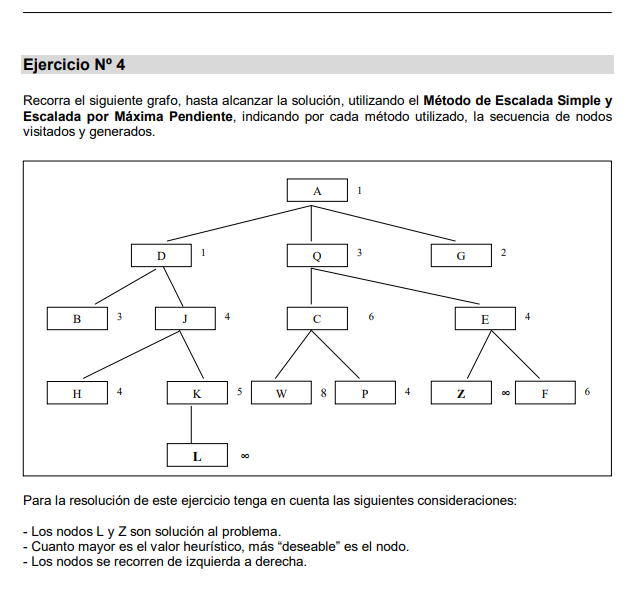 Ejercicio Nº 4
Recorra el siguiente grafo, hasta alcanzar la solución, utilizando el Método de Escalada Simple y
Escalada por Máxima Pendiente, indicando por cada método utilizado, la secuencia de nodos
visitados y generados.
A 1
D 1 Q 3 G 2
B 3 J 4 C 6 E 4
H 4 K 5 W 8 P 4 Z ∞ F 6
L ∞
Para la resolución de este ejercicio tenga en cuenta las siguientes consideraciones:
- Los nodos L y Z son solución al problema.
- Cuanto mayor es el valor heurístico, más “deseable” es el nodo.
- Los nodos se recorren de izquierda a derecha.